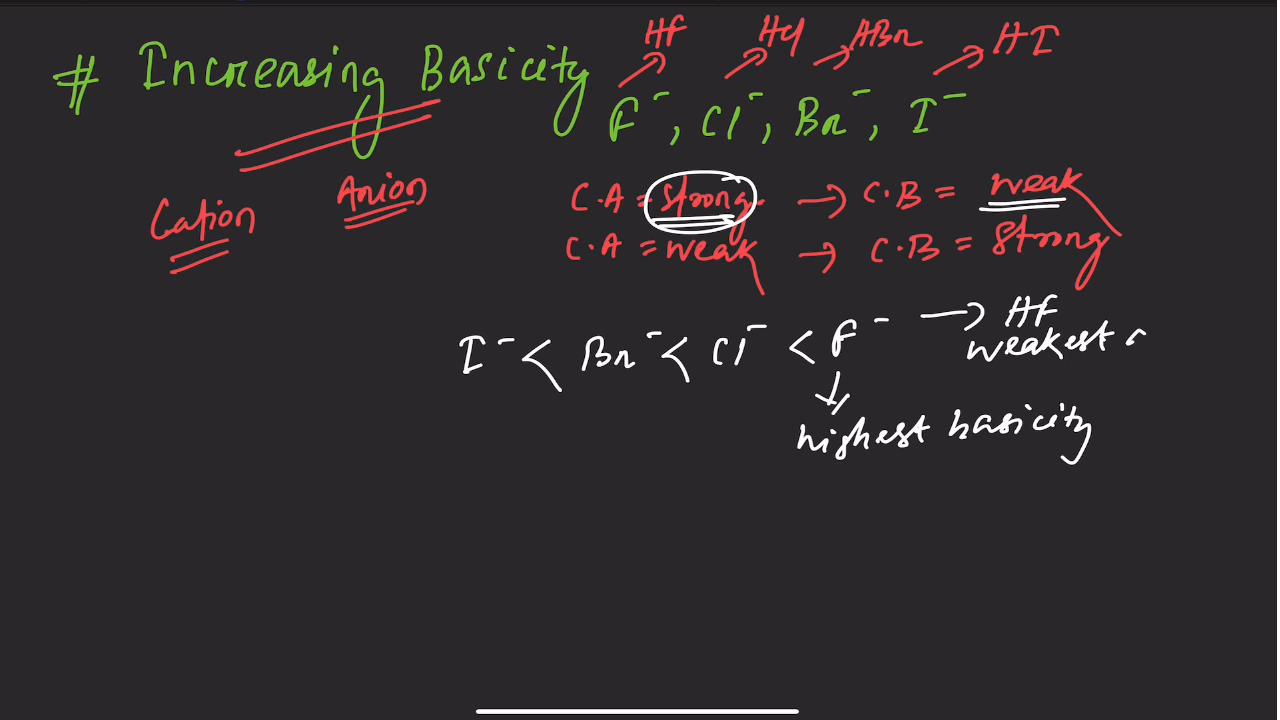 HF HCl HBr HI
# Increasing Basicity F⁻, Cl⁻, Br⁻, I⁻
Cation Anion
C.A = strong → C.B = weak
C.A = weak → C.B = strong
I⁻ < Br⁻ < Cl⁻ < F⁻ → HF
weakest
highest basicity